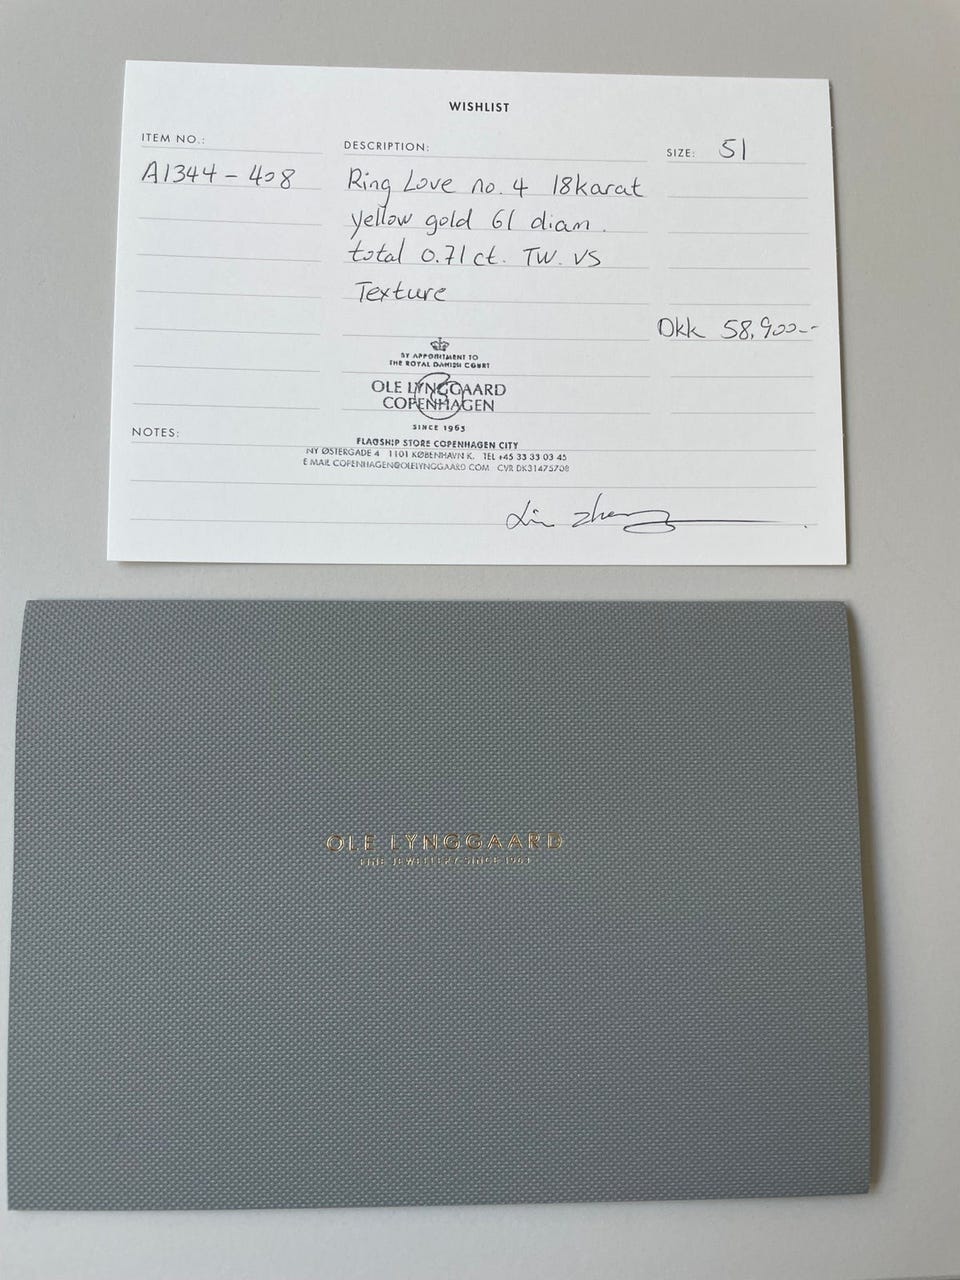 WISHLIST
ITEM NO.:
DESCRIPTION:
SIZE: 51
A1344-408
Ring Love no. 4 18karat
yellow gold 61 diam.
total 0.71 ct. TW. VS
Texture
DKK 58,900.--
BY APPOINTMENT TO
THE ROYAL DANISH COURT
OLE LYNGGAARD
COPENHAGEN
SINCE 1963
NOTES:
FLAGSHIP STORE COPENHAGEN CITY
NY ØSTERGADE 4 1101 KØBENHAVN K. TEL +45 33 33 03 45
E MAIL COPENHAGEN@OLELYNGGAARD.COM CVR DK31475708
OLE LYNGGAARD
FINE JEWELLERY SINCE 1963